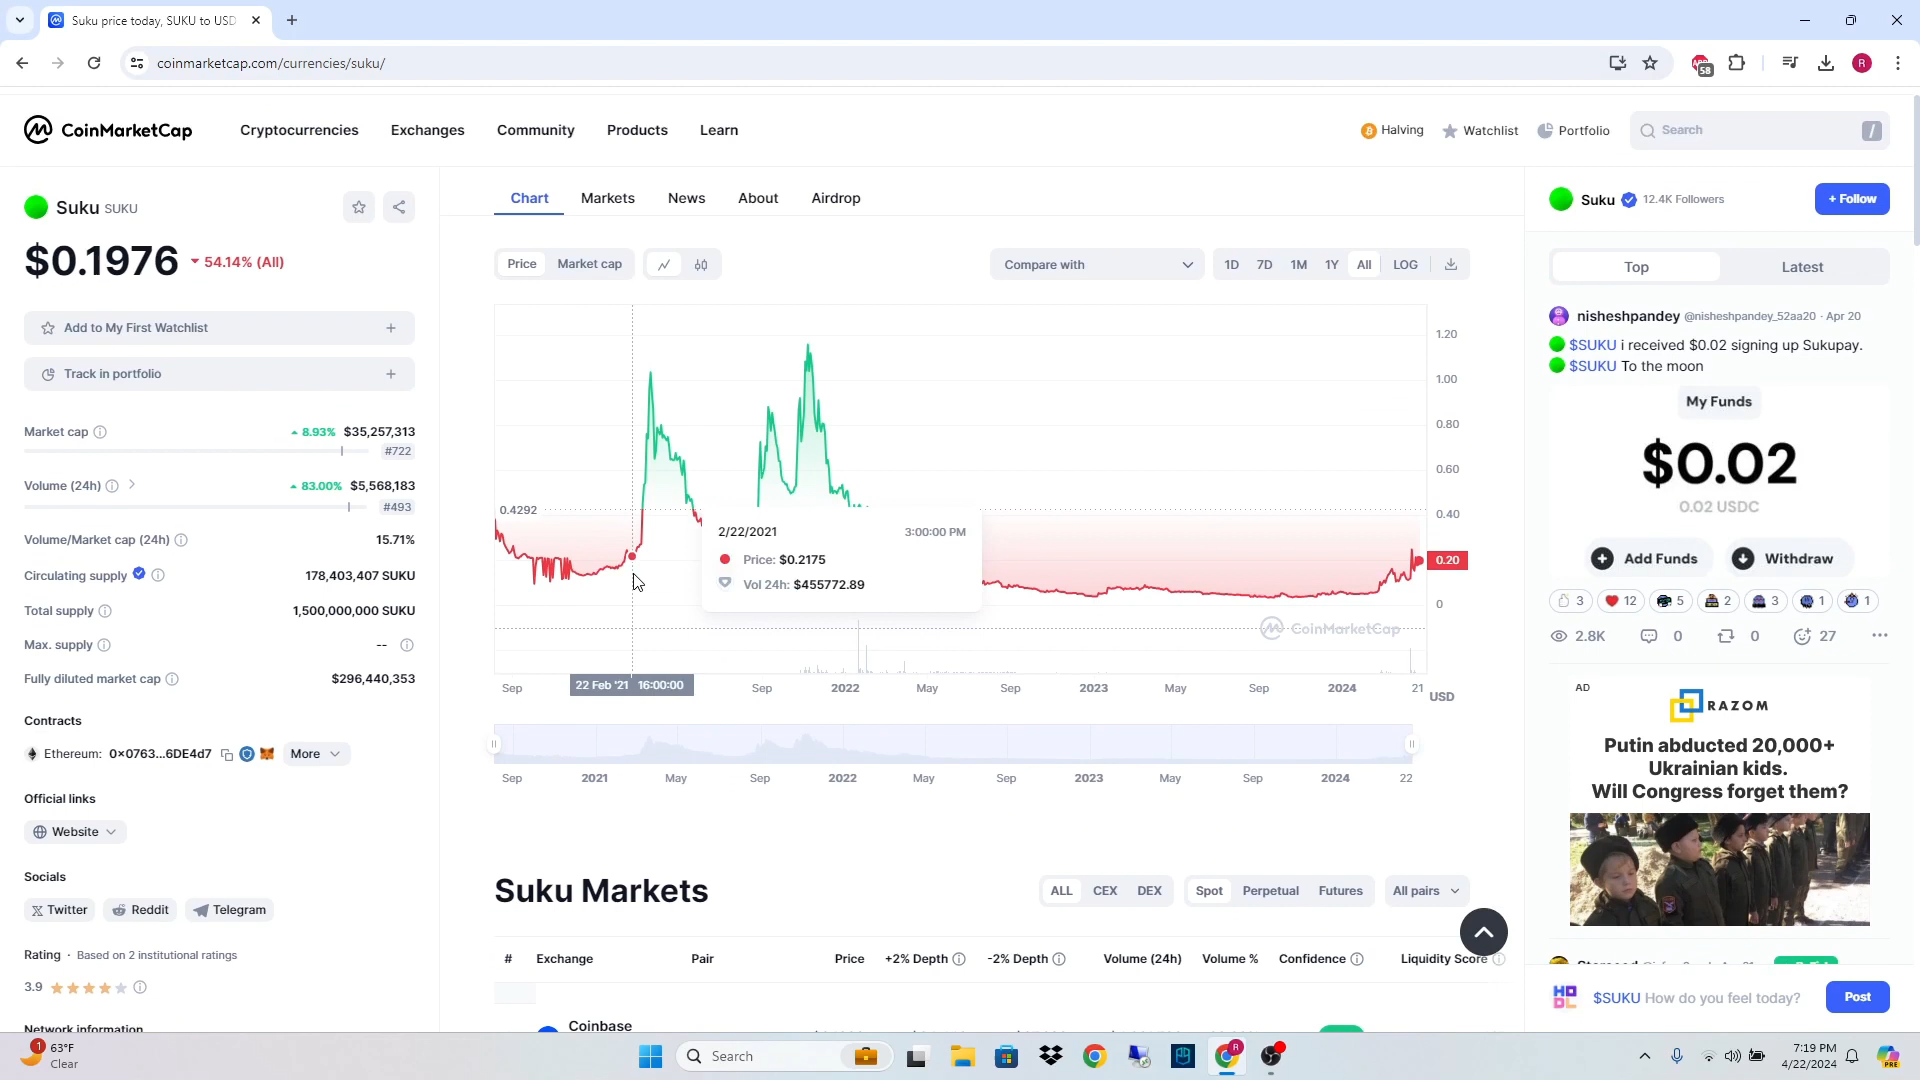 Suku price today, SUKU to USD
coinmarketcap.com/currencies/suku/
58
R
CoinMarketCap
Cryptocurrencies
Exchanges
Community
Products
Learn
Halving
Watchlist
Portfolio
Search
/
Suku SUKU
$0.1976
54.14% (All)
Add to My First Watchlist
Track in portfolio
Market cap
8.93% $35,257,313
#722
Volume (24h)
83.00% $5,568,183
#493
Volume/Market cap (24h)
15.71%
Circulating supply
178,403,407 SUKU
Total supply
1,500,000,000 SUKU
Max. supply
--
Fully diluted market cap
$296,440,353
Contracts
Ethereum: 0x0763...6DE4d7
More
Official links
Website
Socials
Twitter
Reddit
Telegram
Rating · Based on 2 institutional ratings
3.9
Network information
Chart
Markets
News
About
Airdrop
Price
Market cap
Compare with
1D
7D
1M
1Y
All
LOG
1.20
1.00
0.80
0.60
0.40
0.20
0
0.4292
2/22/2021
3:00:00 PM
Price: $0.2175
Vol 24h: $455772.89
CoinMarketCap
Sep
22 Feb '21 16:00:00
Sep
2022
May
Sep
2023
May
Sep
2024
21
USD
Sep
2021
May
Sep
2022
May
Sep
2023
May
Sep
2024
22
Suku Markets
ALL
CEX
DEX
Spot
Perpetual
Futures
All pairs
#
Exchange
Pair
Price
+2% Depth
-2% Depth
Volume (24h)
Volume %
Confidence
Liquidity Score
Coinbase
Suku
12.4K Followers
+ Follow
Top
Latest
nisheshpandey @nisheshpandey_52aa20 · Apr 20
$SUKU i received $0.02 signing up Sukupay.
$SUKU To the moon
My Funds
$0.02
0.02 USDC
Add Funds
Withdraw
3
12
5
2
3
1
1
2.8K
0
0
27
AD
RAZOM
Putin abducted 20,000+
Ukrainian kids.
Will Congress forget them?
$SUKU How do you feel today?
Post
1
63°F
Clear
Search
R
PRE
7:19 PM
4/22/2024